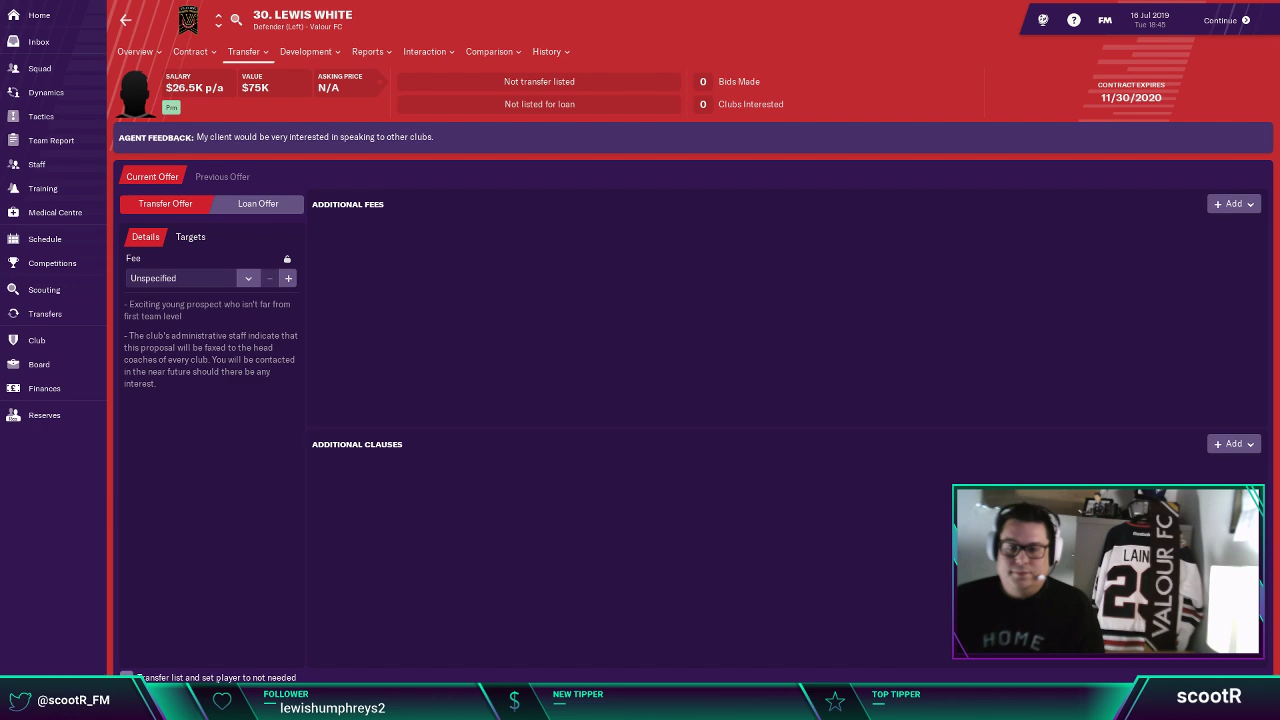 Home
Inbox
Squad
Dynamics
Tactics
Team Report
Staff
Training
Medical Centre
Schedule
Competitions
Scouting
Transfers
Club
Board
Finances
Reserves
30. LEWIS WHITE
Defender (Left) - Valour FC
FM
16 Jul 2019
Tue 18:45
Continue
Overview
Contract
Transfer
Development
Reports
Interaction
Comparison
History
SALARY
$26.5K p/a
VALUE
$75K
ASKING PRICE
N/A
Prm
Not transfer listed
Not listed for loan
0 Bids Made
0 Clubs Interested
CONTRACT EXPIRES
11/30/2020
AGENT FEEDBACK: My client would be very interested in speaking to other clubs.
Current Offer
Previous Offer
Transfer Offer
Loan Offer
Details
Targets
Fee
Unspecified
- Exciting young prospect who isn't far from
first team level
- The club's administrative staff indicate that
this proposal will be faxed to the head
coaches of every club. You will be contacted
in the near future should there be any
interest.
ADDITIONAL FEES
+ Add
ADDITIONAL CLAUSES
+ Add
LAIN
2
VALOUR FC
HOME
Transfer list and set player to not needed
@scootR_FM
FOLLOWER
lewishumphreys2
NEW TIPPER
TOP TIPPER
scootR